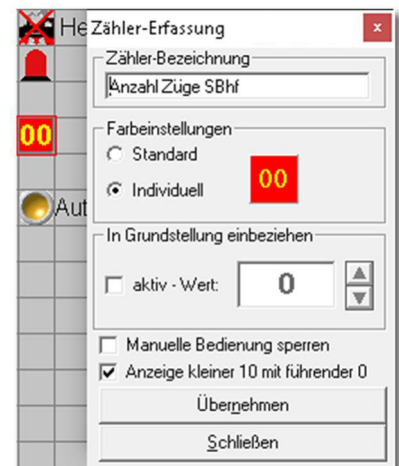 He
Zähler-Erfassung
x
Zähler-Bezeichnung
Anzahl Züge SBhf
00
Farbeinstellungen
Standard
Individuell
00
Aut
In Grundstellung einbeziehen
aktiv - Wert:
0
Manuelle Bedienung sperren
Anzeige kleiner 10 mit führender 0
Übernehmen
Schließen